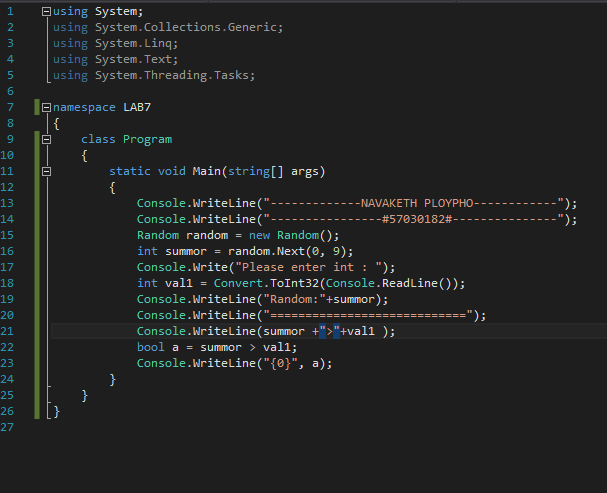 1 using System;
2 using System.Collections.Generic;
3 using System.Linq;
4 using System.Text;
5 using System.Threading.Tasks;
6
7 namespace LAB7
8 {
9 class Program
10 {
11 static void Main(string[] args)
12 {
13 Console.WriteLine("-------------NAVAKETH PLOYPHO------------");
14 Console.WriteLine("----------------#57030182#---------------");
15 Random random = new Random();
16 int summor = random.Next(0, 9);
17 Console.Write("Please enter int : ");
18 int val1 = Convert.ToInt32(Console.ReadLine());
19 Console.WriteLine("Random:"+summor);
20 Console.WriteLine("============================");
21 Console.WriteLine(summor +">"+val1 );
22 bool a = summor > val1;
23 Console.WriteLine("{0}", a);
24 }
25 }
26 }
27